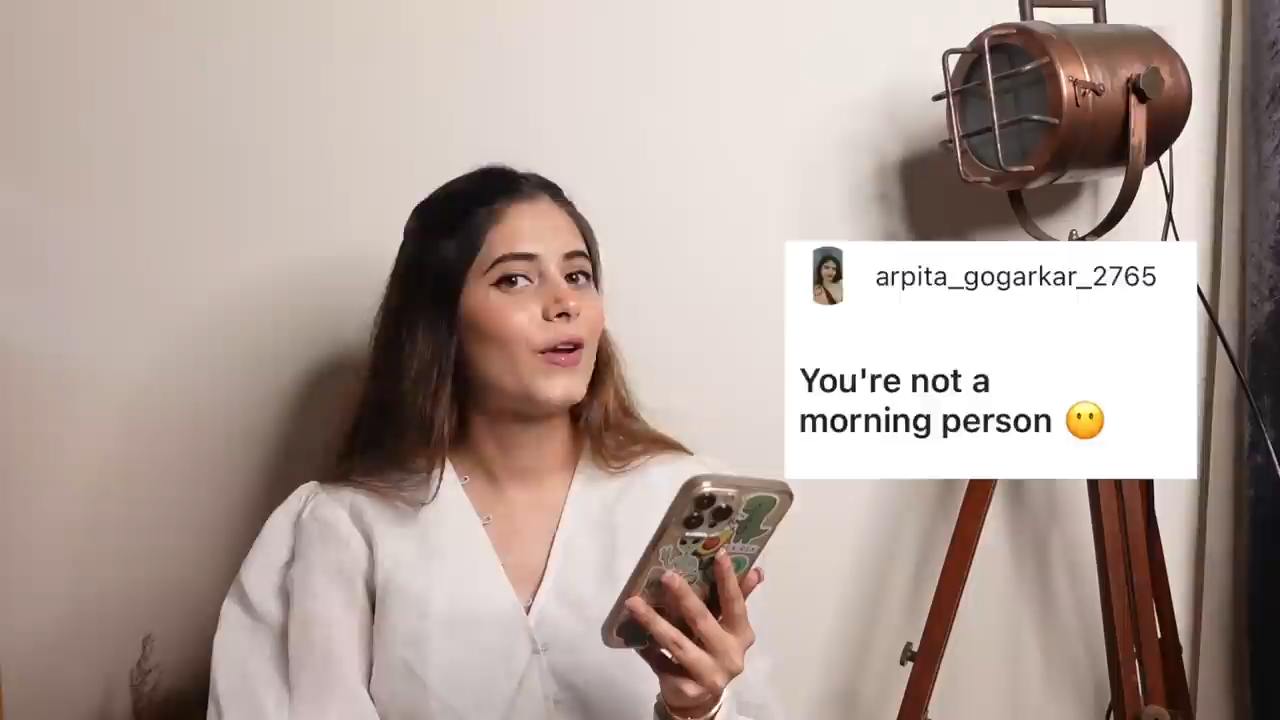 arpita_gogarkar_2765
You're not a
morning person 😶